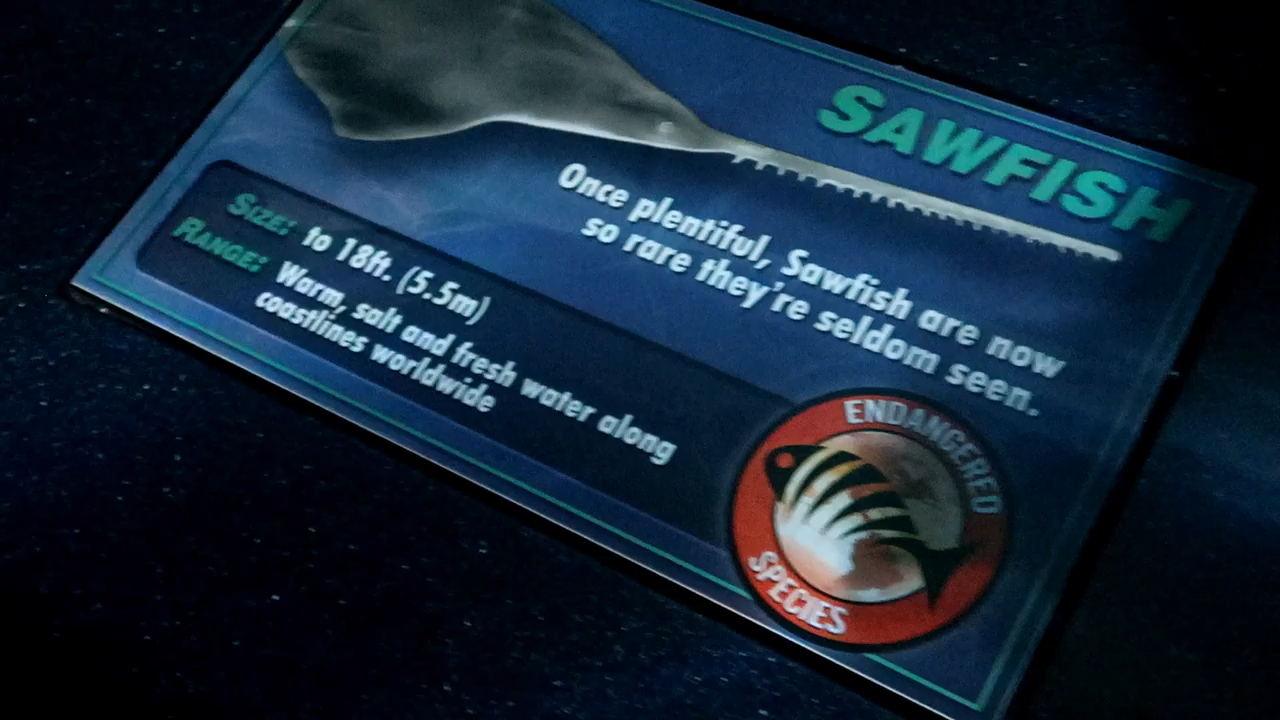 SAWFISH
Once plentiful, Sawfish are now
so rare they're seldom seen.
SIZE: to 18ft. (5.5m)
RANGE: Warm, salt and fresh water along
coastlines worldwide
ENDANGERED
SPECIES